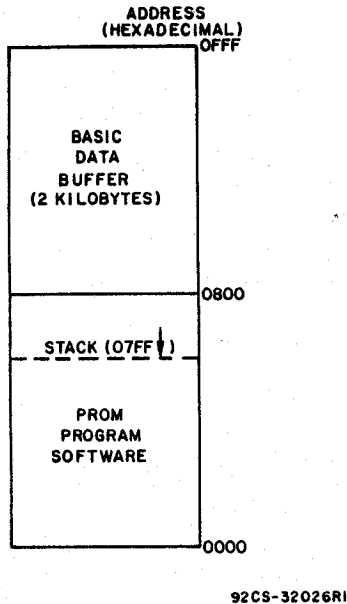 ADDRESS
(HEXADECIMAL)
0FFF
BASIC
DATA
BUFFER
(2 KILOBYTES)
0800
STACK (07FF↓)
PROM
PROGRAM
SOFTWARE
0000
92CS-32026R1